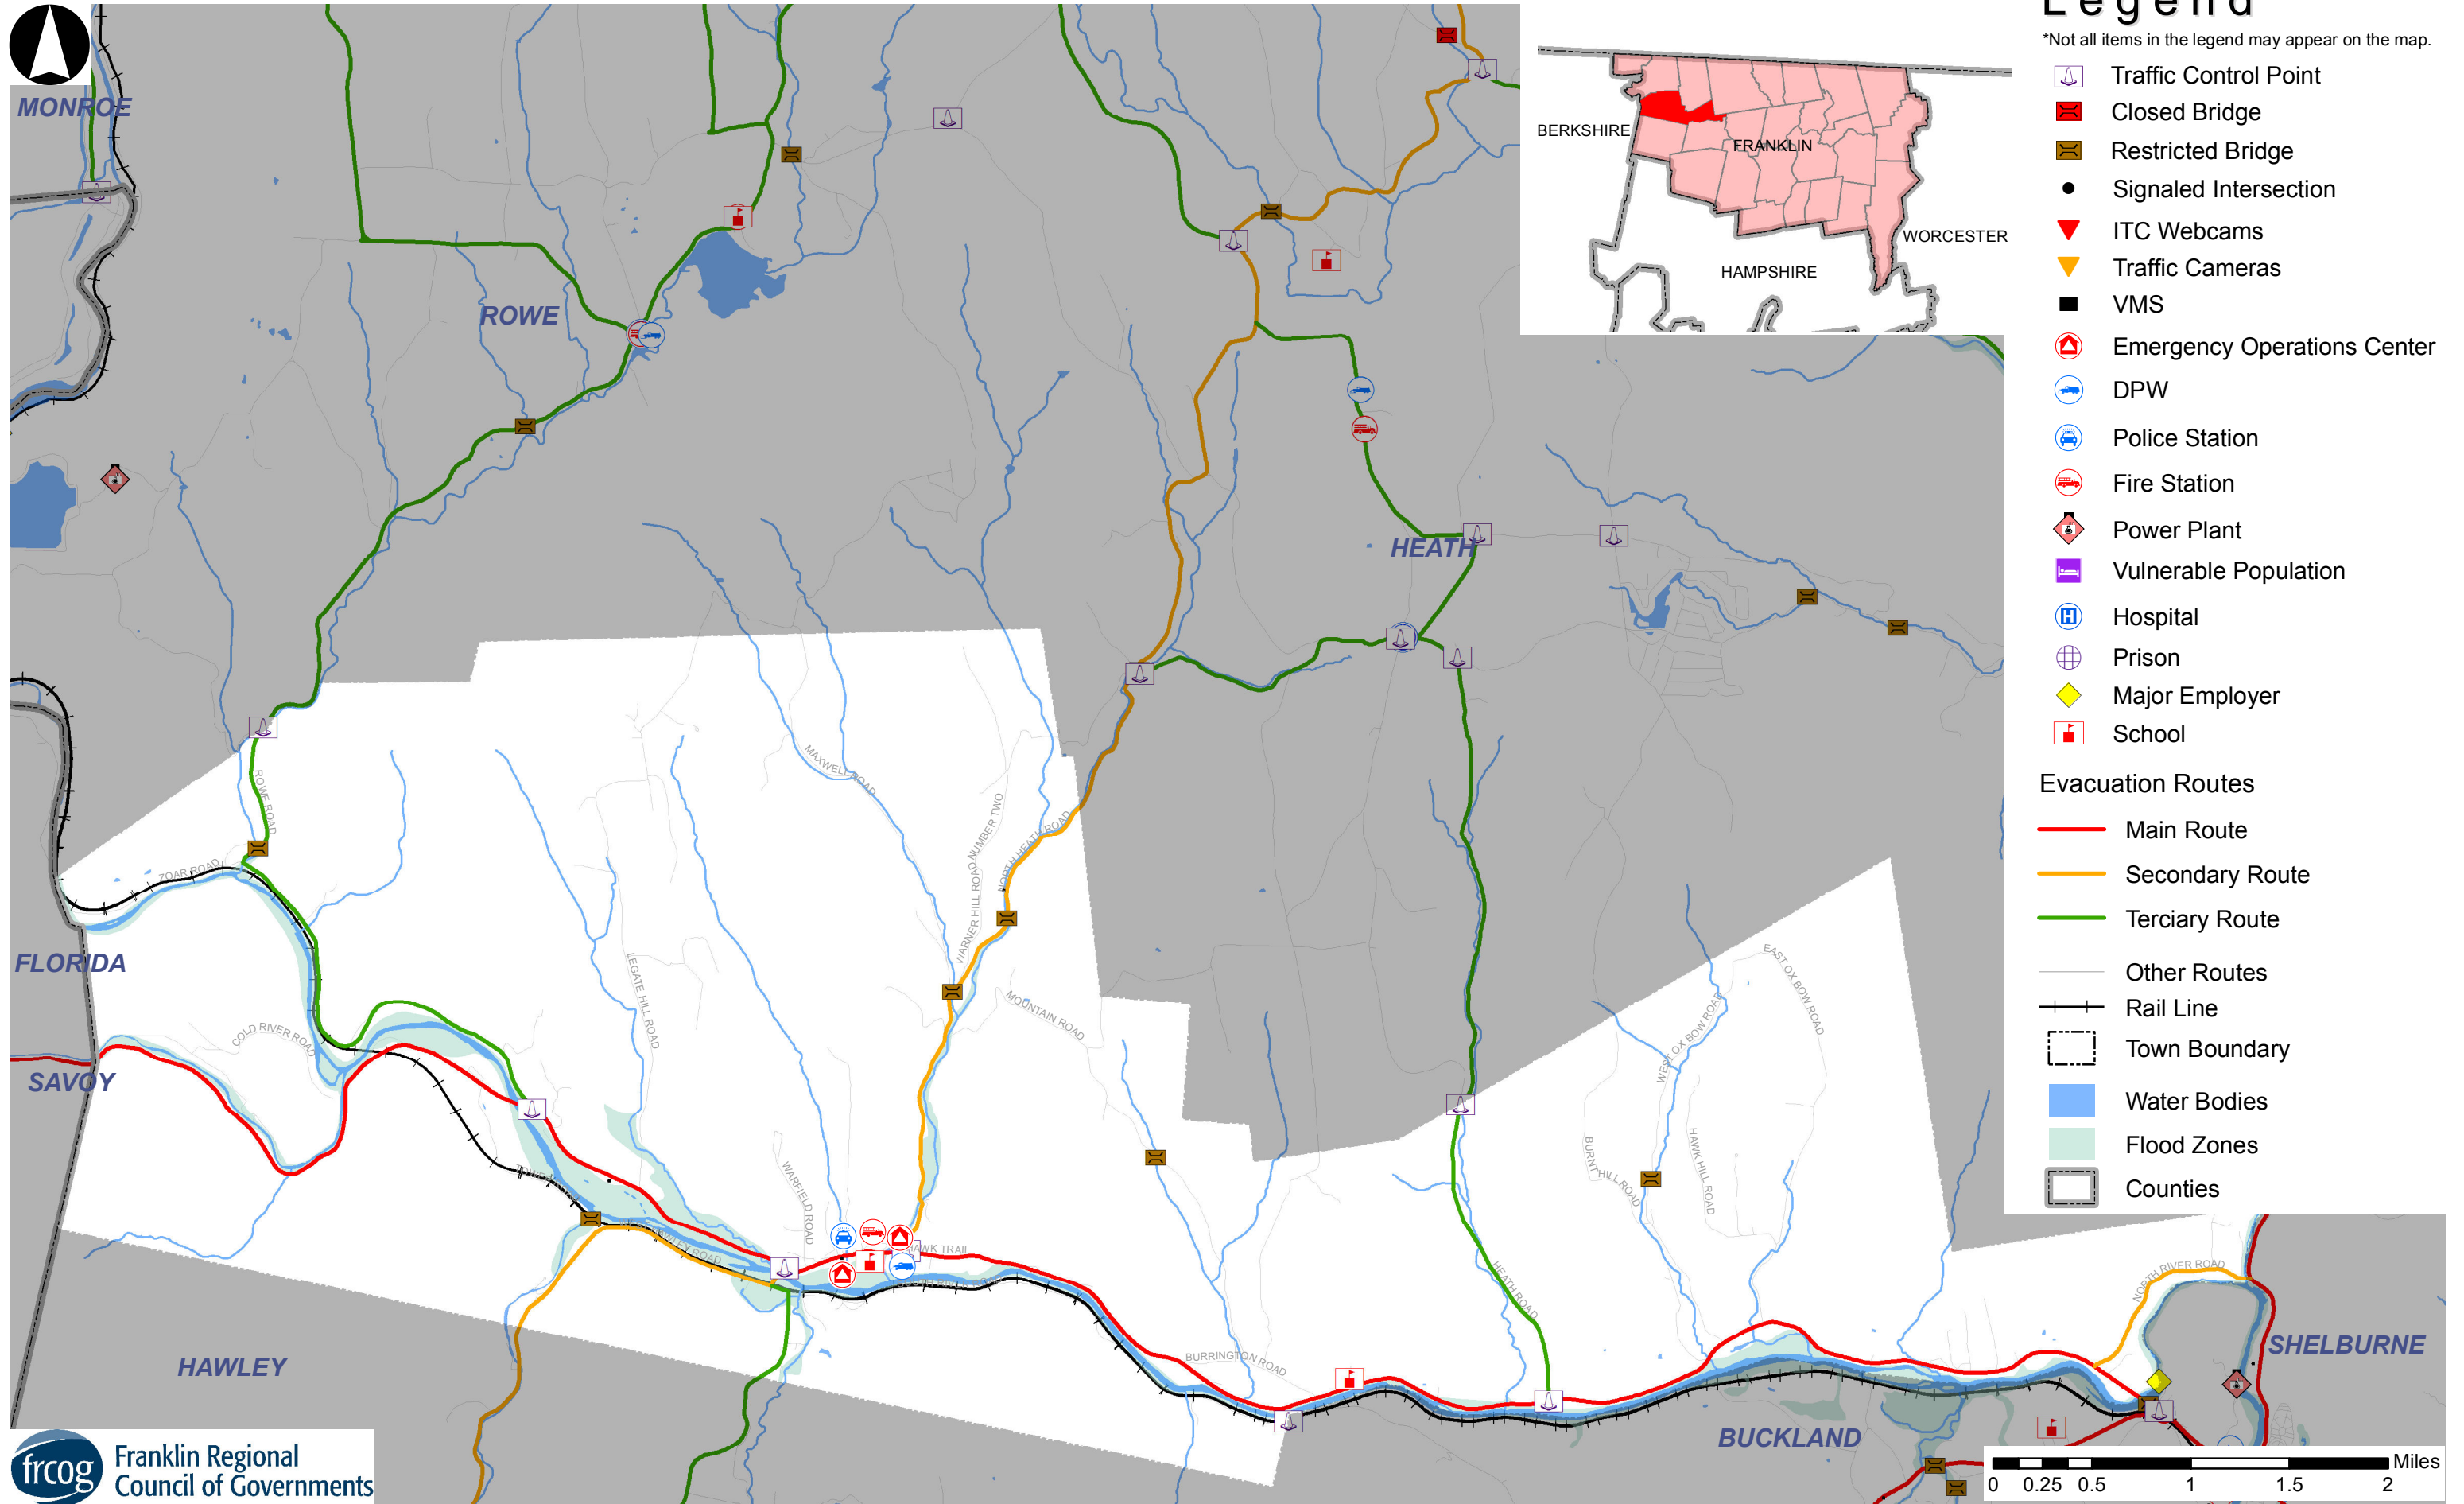 Legend
*Not all items in the legend may appear on the map.
Traffic Control Point
Closed Bridge
Restricted Bridge
Signaled Intersection
ITC Webcams
Traffic Cameras
VMS
Emergency Operations Center
DPW
Police Station
Fire Station
Power Plant
Vulnerable Population
Hospital
H
Prison
Major Employer
School
Evacuation Routes
Main Route
Secondary Route
Terciary Route
Other Routes
Rail Line
Town Boundary
Water Bodies
Flood Zones
Counties
BERKSHIRE
FRANKLIN
WORCESTER
HAMPSHIRE
MONROE
ROWE
HEATH
FLORIDA
SAVOY
HAWLEY
BUCKLAND
SHELBURNE
MAXWELL ROAD
ROWE ROAD
ZOAR ROAD
WARNER HILL ROAD NUMBER TWO
NORTH HEATH ROAD
LEGATE HILL ROAD
MOUNTAIN ROAD
COLD RIVER ROAD
EAST OX BOW ROAD
WEST OX BOW ROAD
BURNT HILL ROAD
HAWK HILL ROAD
WARFIELD ROAD
HAWK TRAIL
HEATH ROAD
BURRINGTON ROAD
NORTH RIVER ROAD
frcog
Franklin Regional
Council of Governments
Miles
0 0.25 0.5 1 1.5 2